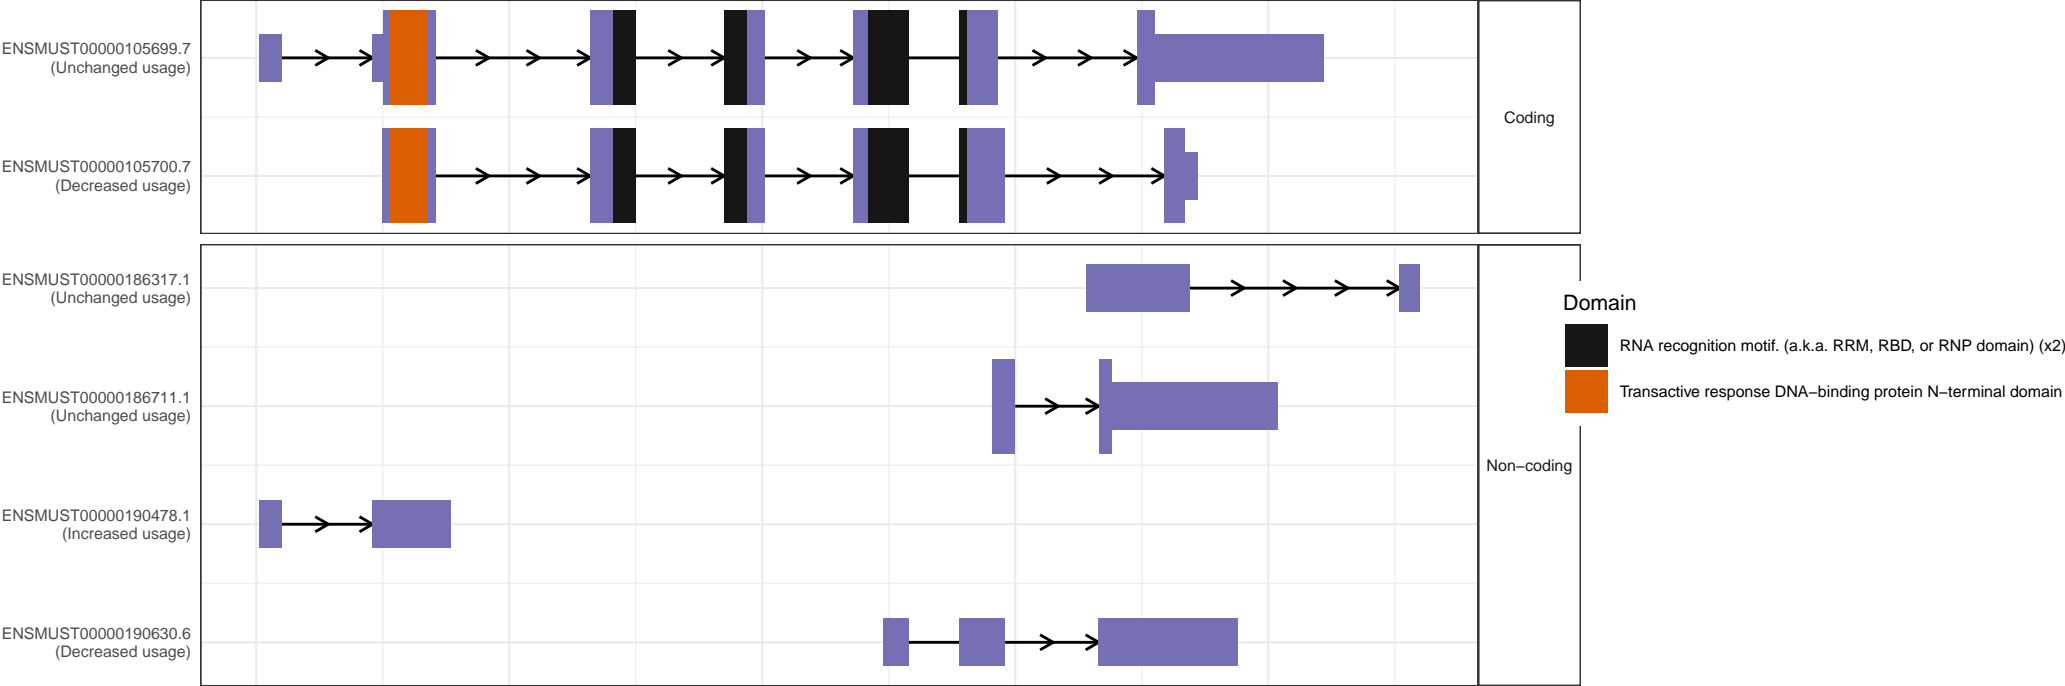 ENSMUST00000105699.7
(Unchanged usage)
ENSMUST00000105700.7
(Decreased usage)
Coding
ENSMUST00000186317.1
(Unchanged usage)
ENSMUST00000186711.1
(Unchanged usage)
ENSMUST00000190478.1
(Increased usage)
ENSMUST00000190630.6
(Decreased usage)
Non−coding
Domain
RNA recognition motif. (a.k.a. RRM, RBD, or RNP domain) (x2)
Transactive response DNA−binding protein N−terminal domain